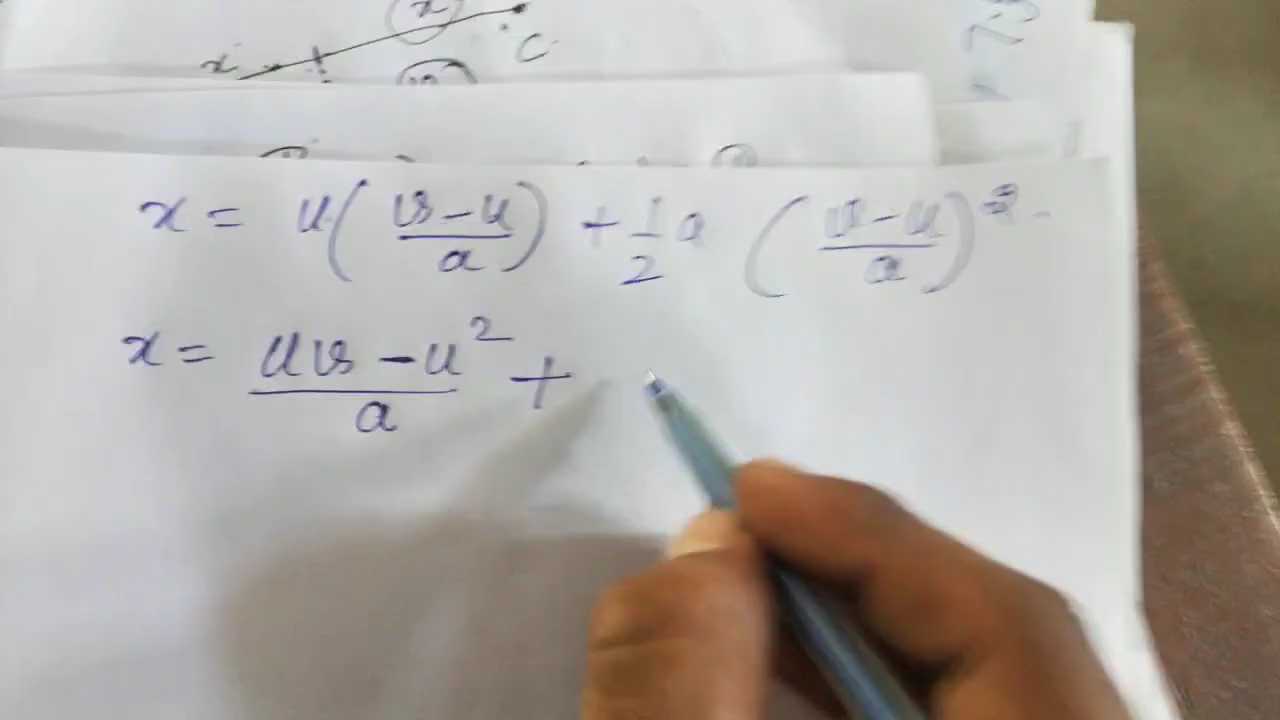 x
x
C
x = u(v-u/a) + 1/2 a (v-u/a)²
x = uv - u²/a +